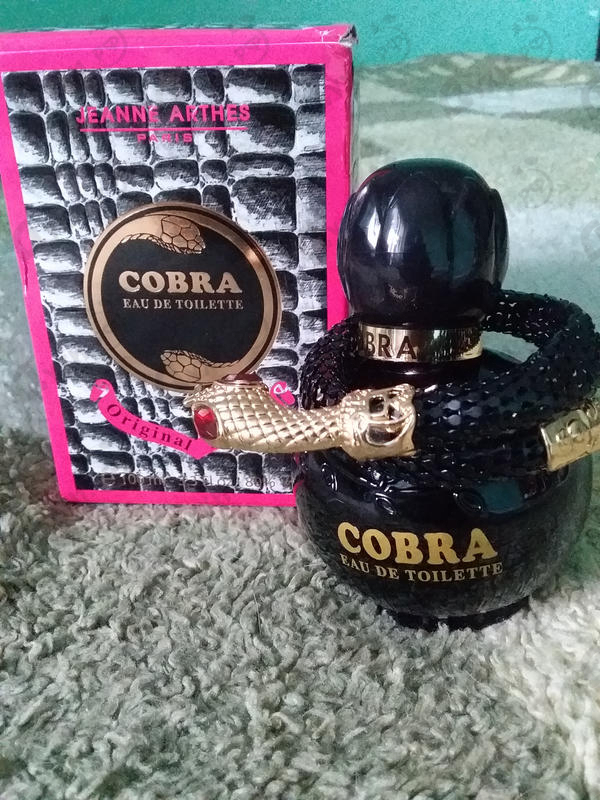 JEANNE ARTHES
PARIS
COBRA
EAU DE TOILETTE
Original
BRA
COBRA
EAU DE TOILETTE